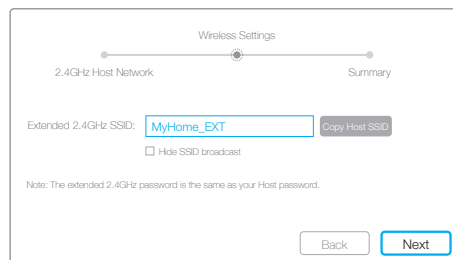 Wireless Settings
2.4GHz Host Network
Summary
Extended 2.4GHz SSID:
MyHome_EXT
Copy Host SSID
Hide SSID broadcast
Note: The extended 2.4GHz password is the same as your Host password.
Back
Next